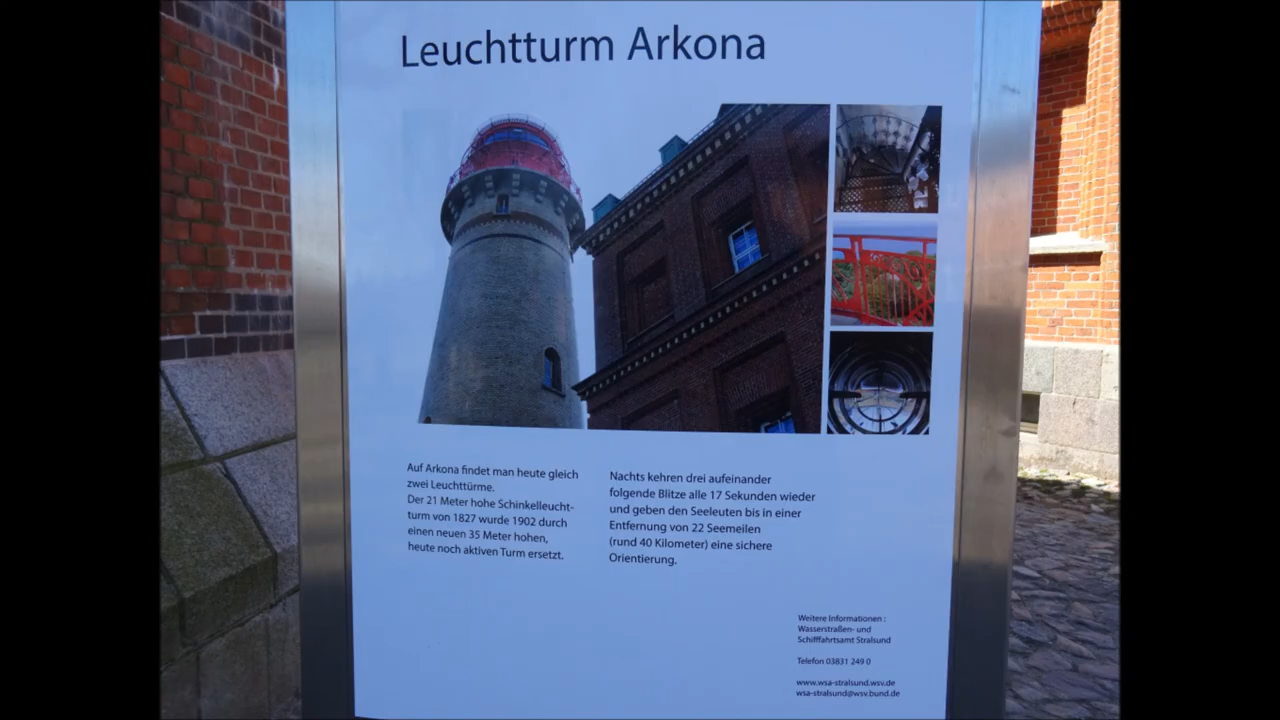 Leuchtturm Arkona
Auf Arkona findet man heute gleich
zwei Leuchttürme.
Der 21 Meter hohe Schinkelleucht-
turm von 1827 wurde 1902 durch
einen neuen 35 Meter hohen,
heute noch aktiven Turm ersetzt.
Nachts kehren drei aufeinander
folgende Blitze alle 17 Sekunden wieder
und geben den Seeleuten bis in einer
Entfernung von 22 Seemeilen
(rund 40 Kilometer) eine sichere
Orientierung.
Weitere Informationen :
Wasserstraßen- und
Schifffahrtsamt Stralsund
Telefon 03831 249 0
www.wsa-stralsund.wsv.de
wsa-stralsund@wsv.bund.de